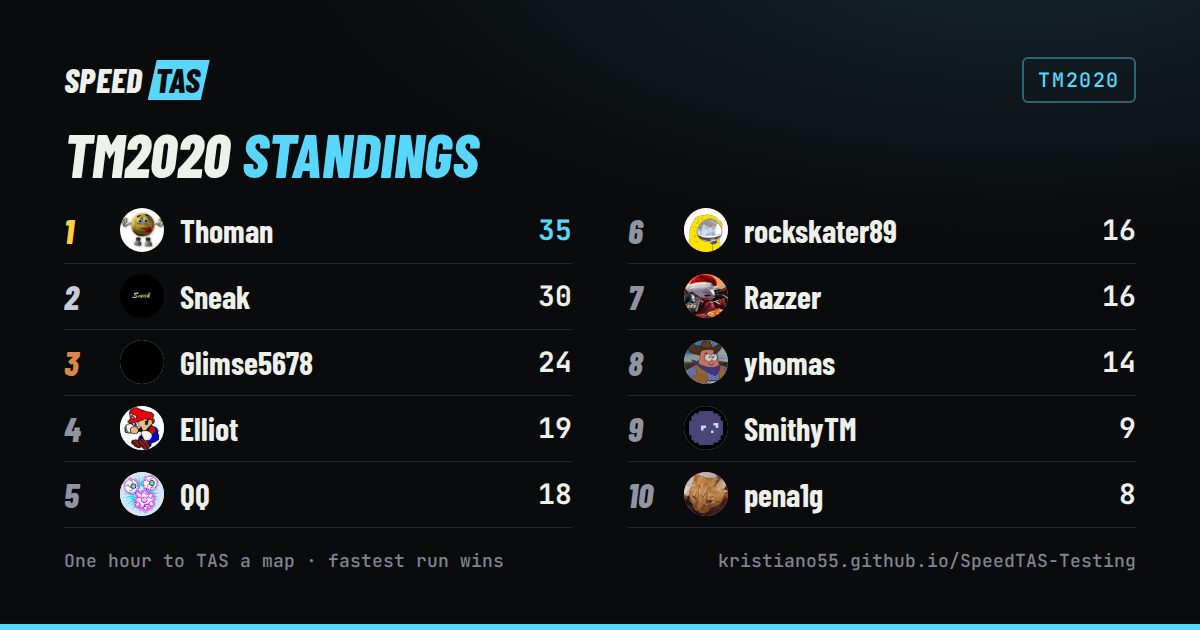 SPEED TAS
TM2020
TM2020 STANDINGS
1 Thoman 35
2 Sneak Sneak 30
3 Glimse5678 24
4 Elliot 19
5 QQ 18
6 rockskater89 16
7 Razzer 16
8 yhomas 14
9 SmithyTM 9
10 pena1g 8
One hour to TAS a map · fastest run wins
kristiano55.github.io/SpeedTAS-Testing